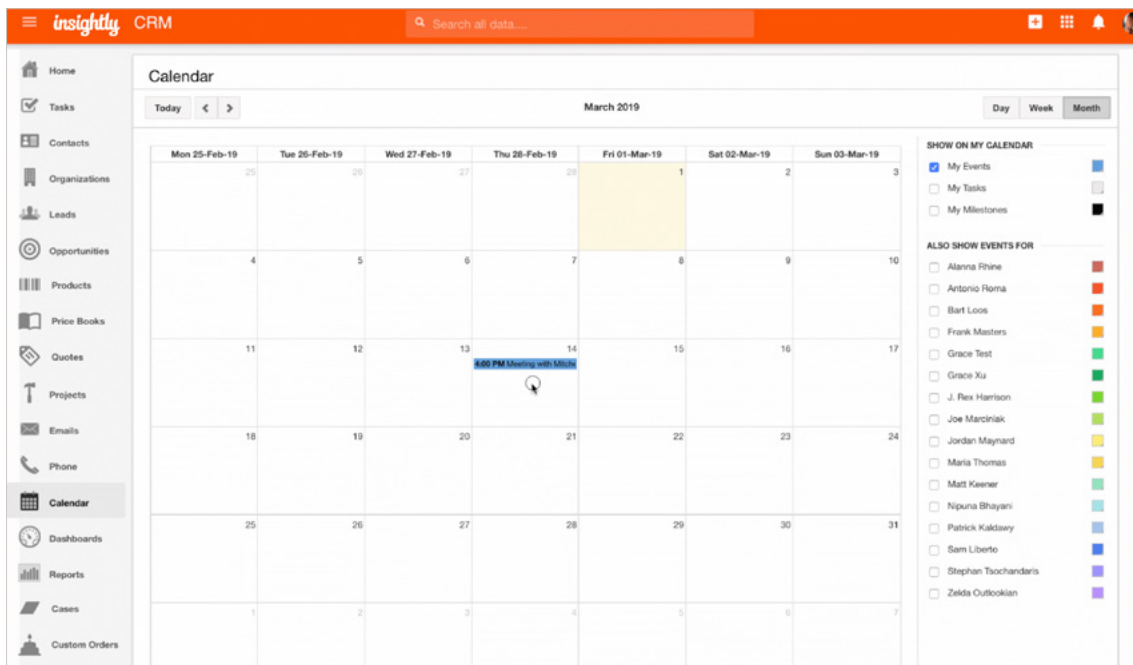 insightly CRM
Search all data....
Home
Tasks
Contacts
Organizations
Leads
Opportunities
Products
Price Books
Quotes
Projects
Emails
Phone
Calendar
Dashboards
Reports
Cases
Custom Orders
Calendar
Today < > March 2019 Day Week Month
Mon 25-Feb-19 Tue 26-Feb-19 Wed 27-Feb-19 Thu 28-Feb-19 Fri 01-Mar-19 Sat 02-Mar-19 Sun 03-Mar-19
25 26 27 28 1 2 3
4 5 6 7 8 9 10
11 12 13 14 15 16 17
4:00 PM Meeting with Mitche
18 19 20 21 22 23 24
25 26 27 28 29 30 31
1 2 3 4 5 6 7
SHOW ON MY CALENDAR
My Events
My Tasks
My Milestones
ALSO SHOW EVENTS FOR
Alanna Rhine
Antonio Roma
Bart Loos
Frank Masters
Grace Test
Grace Xu
J. Rex Harrison
Joe Marciniak
Jordan Maynard
Maria Thomas
Matt Keener
Nipuna Bhayani
Patrick Kaldawy
Sam Liberto
Stephan Tsochandaris
Zelda Outlookian